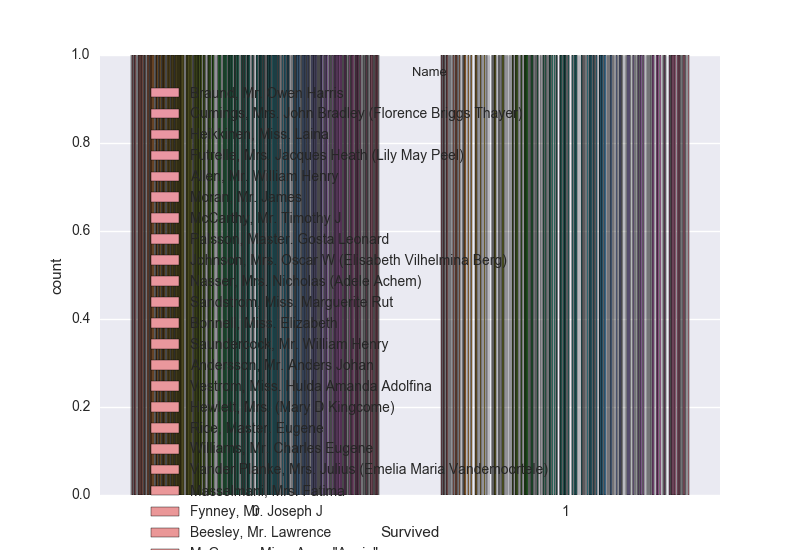 1.0
Name
Braund, Mr. Owen Harris
Cumings, Mrs. John Bradley (Florence Briggs Thayer)
Heikkinen, Miss. Laina
0.8
Futrelle, Mrs. Jacques Heath (Lily May Peel)
Allen, Mr. William Henry
Moran, Mr. James
McCarthy, Mr. Timothy J
0.6
Palsson, Master. Gosta Leonard
Johnson, Mrs. Oscar W (Elisabeth Vilhelmina Berg)
count
Nasser, Mrs. Nicholas (Adele Achem)
Sandstrom, Miss. Marguerite Rut
0.4
Bonnell, Miss. Elizabeth
Saundercock, Mr. William Henry
Andersson, Mr. Anders Johan
Vestrom, Miss. Hulda Amanda Adolfina
0.2
Hewlett, Mrs. (Mary D Kingcome)
Rice, Master. Eugene
Williams, Mr. Charles Eugene
Vander Planke, Mrs. Julius (Emelia Maria Vandemoortele)
0.0
Masselmani, Mrs. Fatima
Fynney, Mr. Joseph J
0
1
Beesley, Mr. Lawrence
Survived